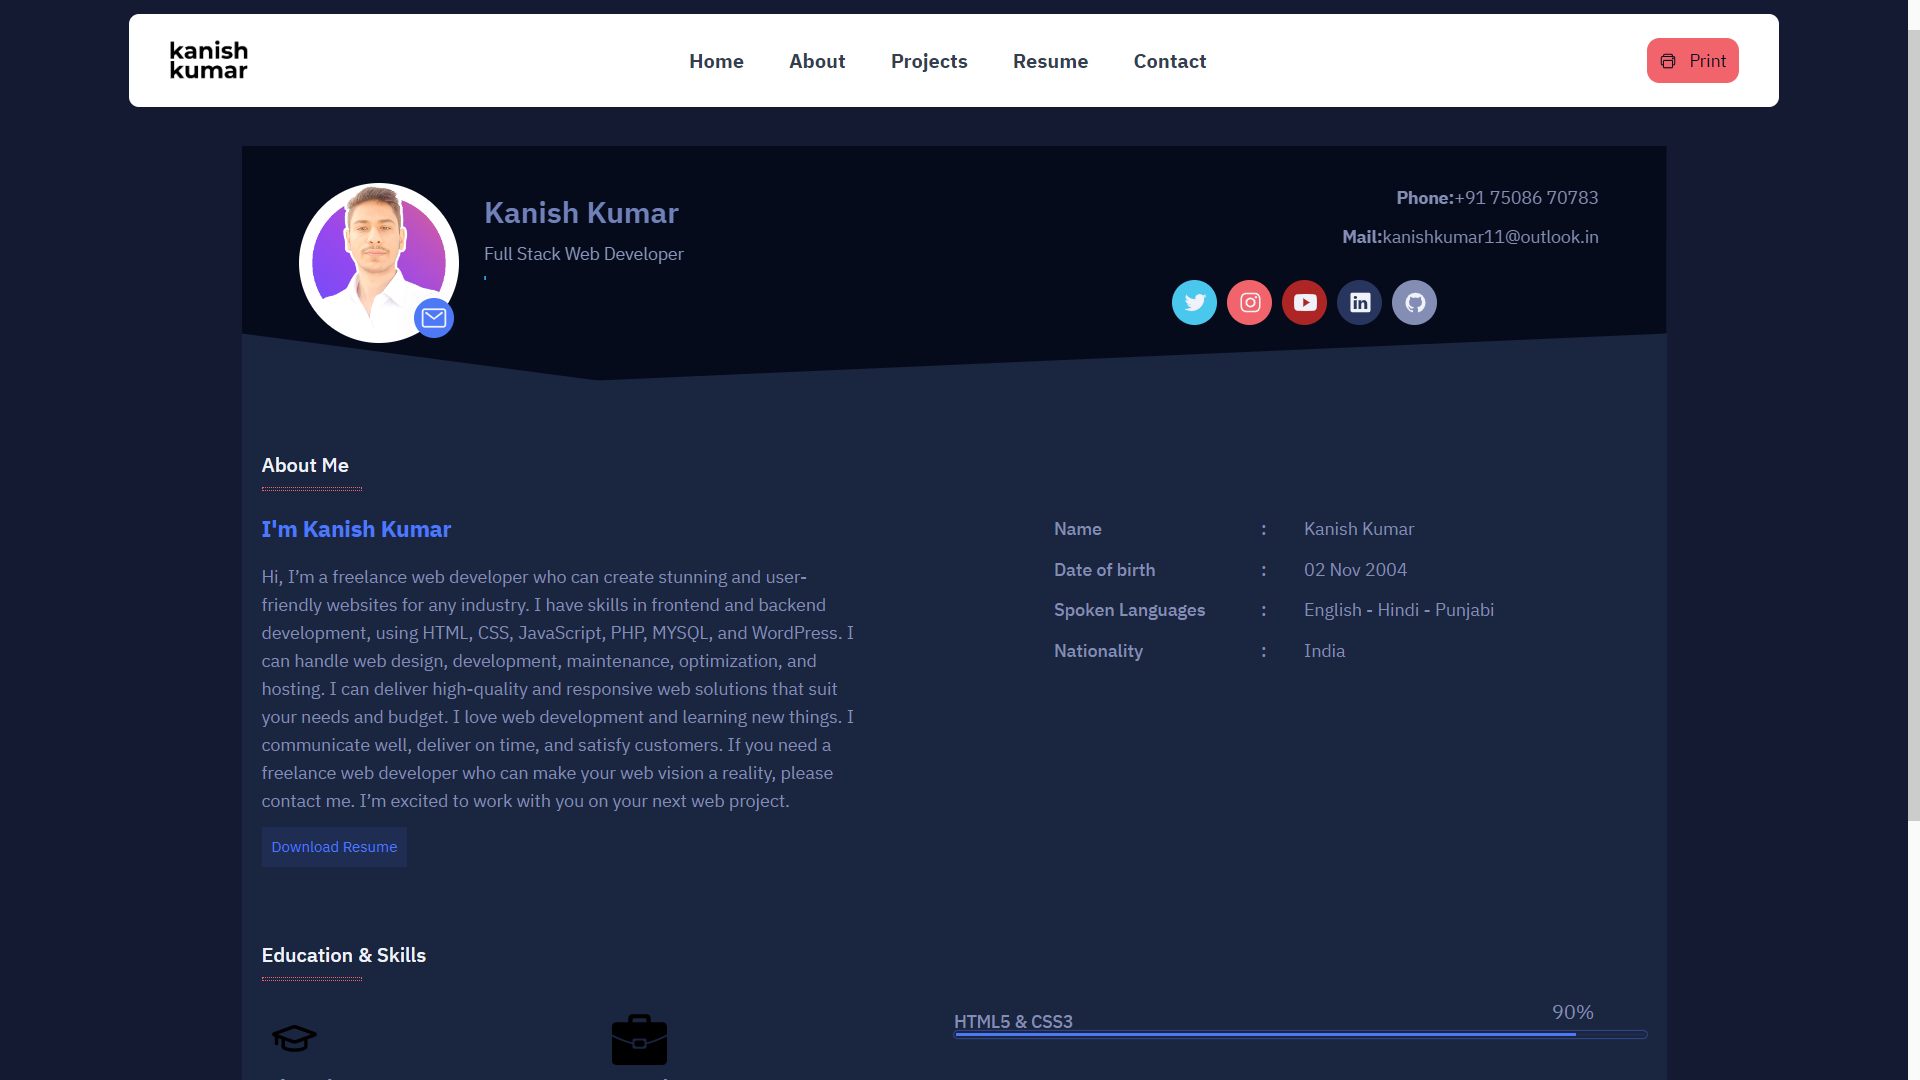 kanish
kumar
Home
About
Projects
Resume
Contact
Print
Kanish Kumar
Full Stack Web Developer
Phone:+91 75086 70783
Mail:kanishkumar11@outlook.in
About Me
I'm Kanish Kumar
Hi, I’m a freelance web developer who can create stunning and user-
friendly websites for any industry. I have skills in frontend and backend
development, using HTML, CSS, JavaScript, PHP, MYSQL, and WordPress. I
can handle web design, development, maintenance, optimization, and
hosting. I can deliver high-quality and responsive web solutions that suit
your needs and budget. I love web development and learning new things. I
communicate well, deliver on time, and satisfy customers. If you need a
freelance web developer who can make your web vision a reality, please
contact me. I’m excited to work with you on your next web project.
Download Resume
Name : Kanish Kumar
Date of birth : 02 Nov 2004
Spoken Languages : English - Hindi - Punjabi
Nationality : India
Education & Skills
HTML5 & CSS3
90%